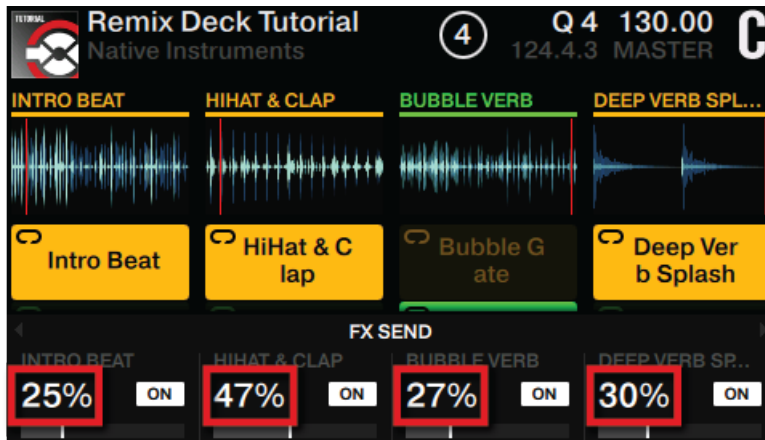 TUTORIAL
Remix Deck Tutorial
Native Instruments
4
Q 4 130.00
124.4.3 MASTER
C
INTRO BEAT HIHAT & CLAP BUBBLE VERB DEEP VERB SPL...
Intro Beat
HiHat & C
lap
Bubble G
ate
Deep Ver
b Splash
FX SEND
INTRO BEAT HIHAT & CLAP BUBBLE VERB DEEP VERB SP...
25% ON 47% ON 27% ON 30% ON